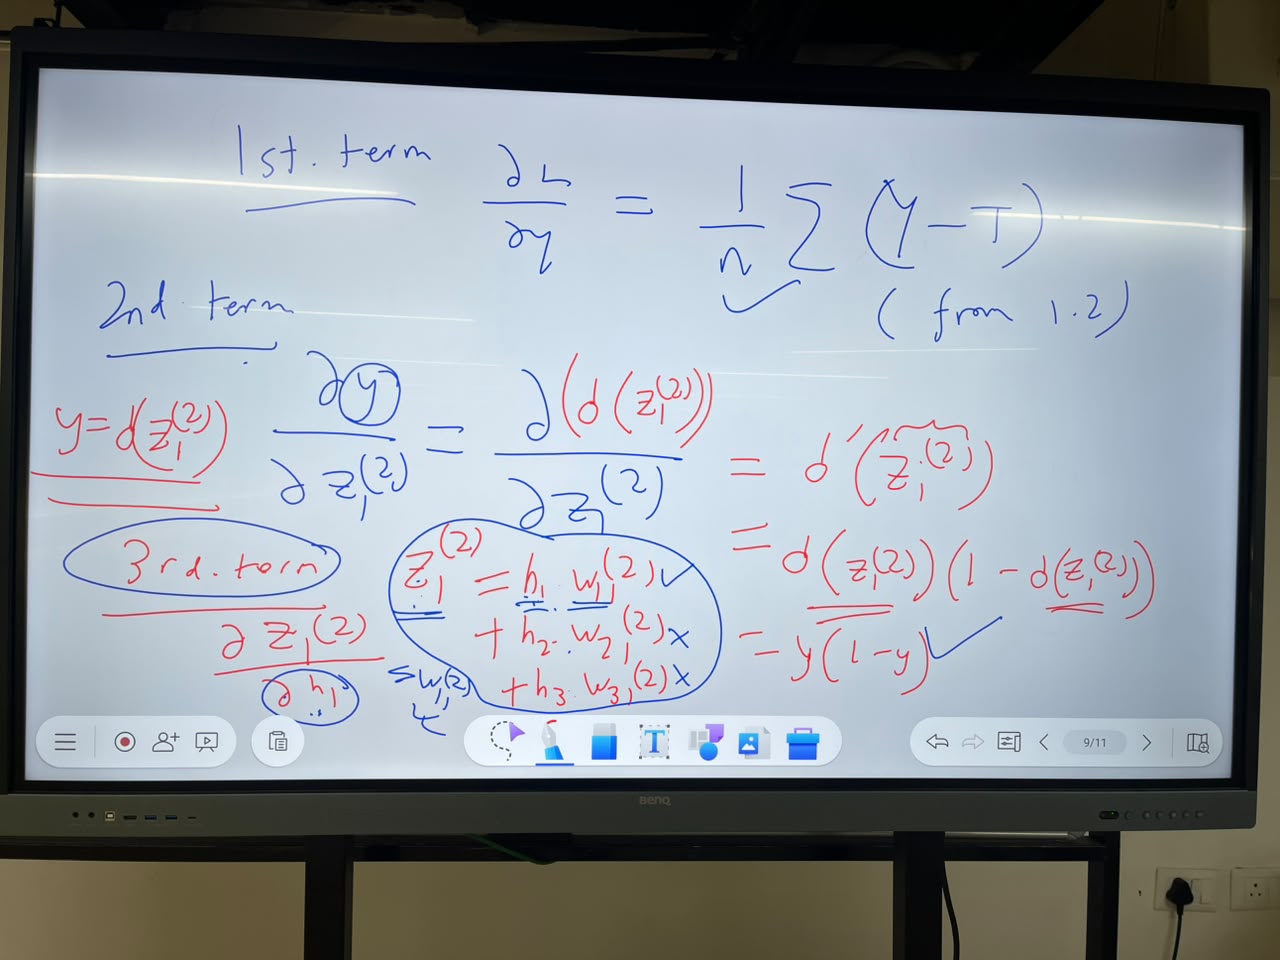 1st. term ∂L/∂y = 1/n Σ (Y - T)
(from 1.2)
2nd term
y = d(z₁⁽²⁾) ∂y/∂z₁⁽²⁾ = ∂(d(z₁⁽²⁾))/∂z₁⁽²⁾ = d'(z₁⁽²⁾)
= d(z₁⁽²⁾)(1 - d(z₁⁽²⁾))
= y(1-y) ✓
3rd. term
∂z₁⁽²⁾/∂h₁ = w₁₁⁽²⁾
z₁⁽²⁾ = h₁ . w₁₁⁽²⁾ ✓
+ h₂ . w₂₁⁽²⁾ x
+ h₃ . w₃₁⁽²⁾ x
T
9/11
BenQ